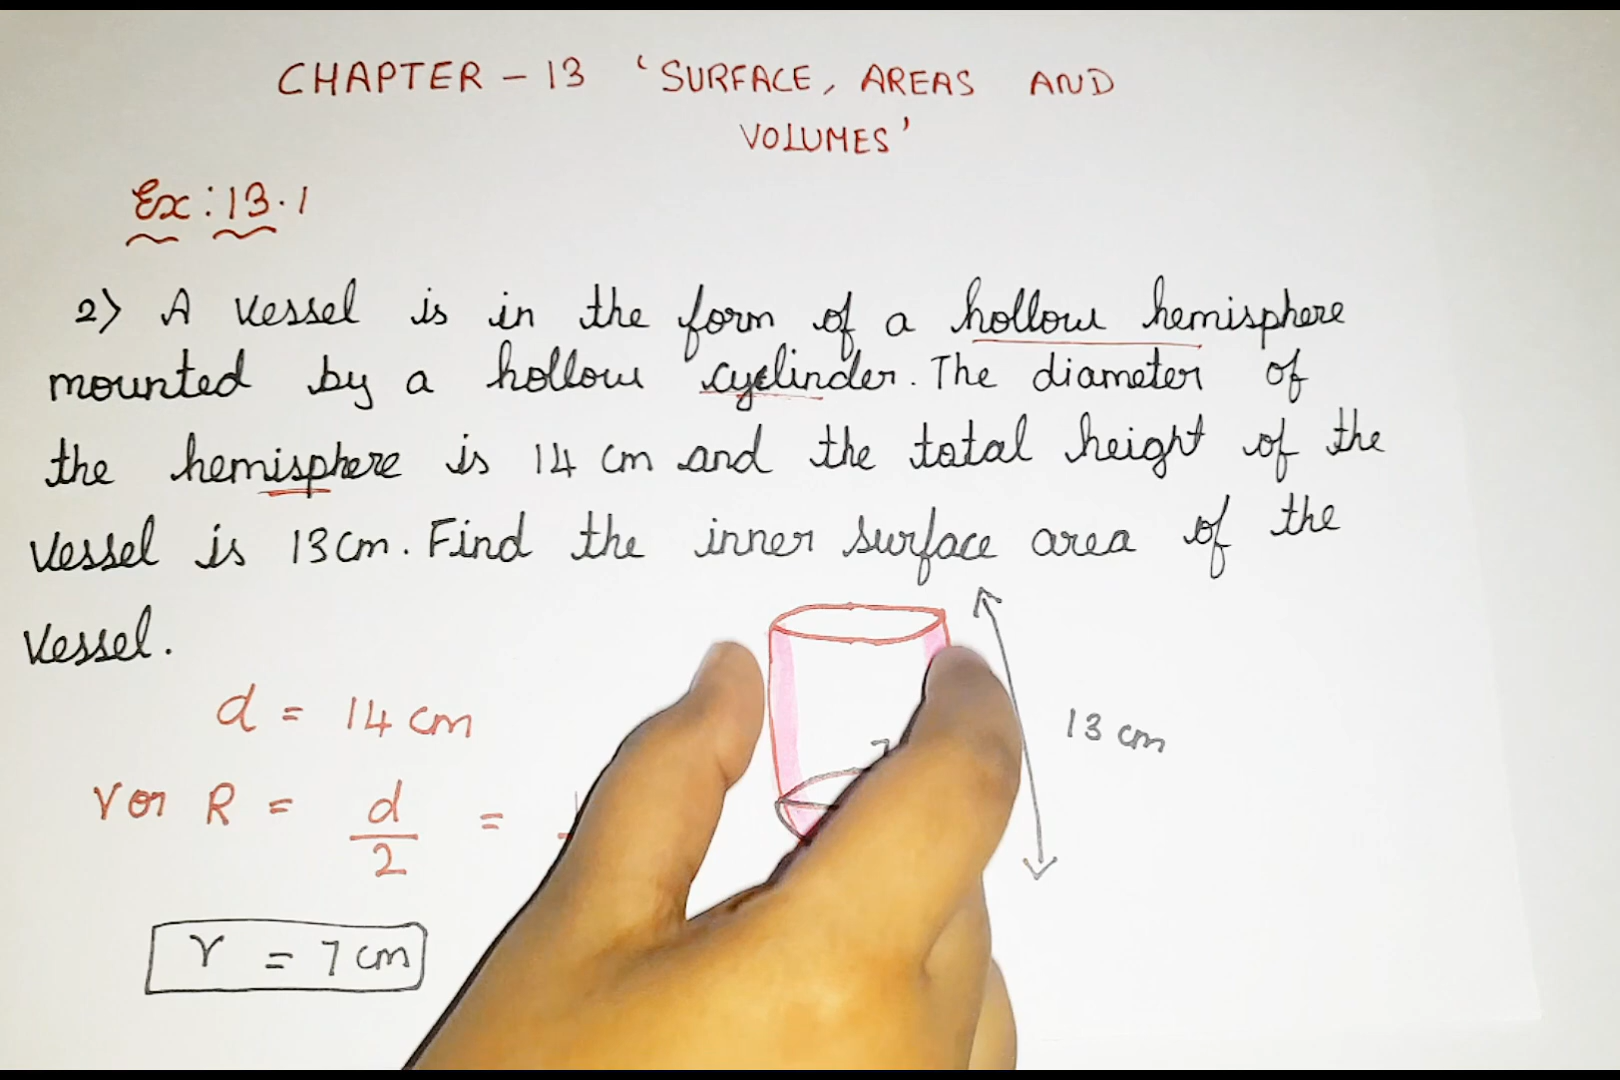 CHAPTER - 13 ‘SURFACE, AREAS AND
VOLUMES’
Ex : 13.1
2) A vessel is in the form of a hollow hemisphere
mounted by a hollow cyclinder. The diameter of
the hemisphere is 14 cm and the total height of the
vessel is 13cm. Find the inner surface area of the
vessel.
d = 14 cm
13 cm
r or R = d/2 =
r = 7 cm